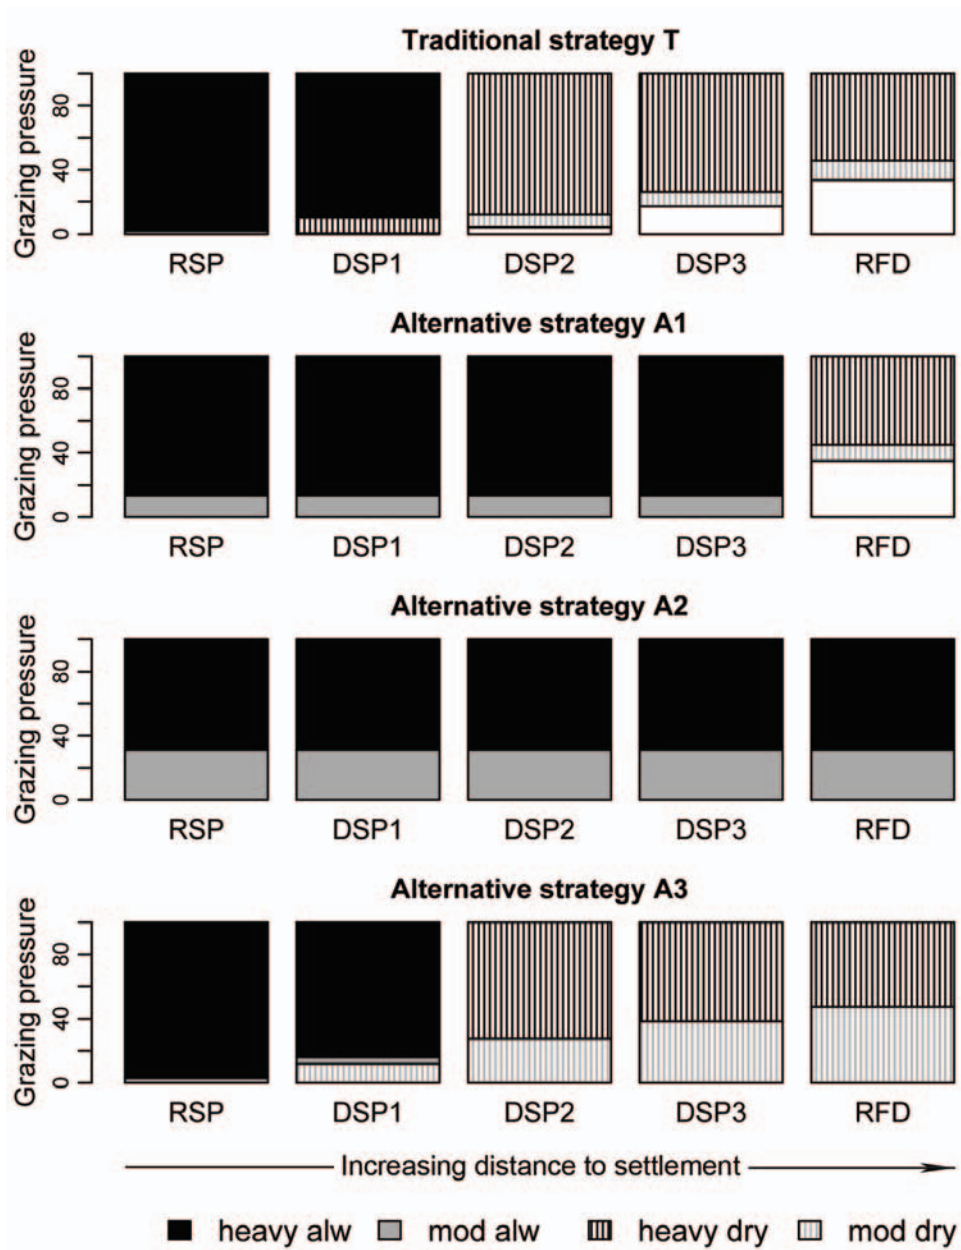 Traditional strategy T
Grazing pressure
80
40
0
RSP DSP1 DSP2 DSP3 RFD
Alternative strategy A1
Grazing pressure
80
40
0
RSP DSP1 DSP2 DSP3 RFD
Alternative strategy A2
Grazing pressure
80
40
0
RSP DSP1 DSP2 DSP3 RFD
Alternative strategy A3
Grazing pressure
80
40
0
RSP DSP1 DSP2 DSP3 RFD
Increasing distance to settlement
heavy alw mod alw heavy dry mod dry